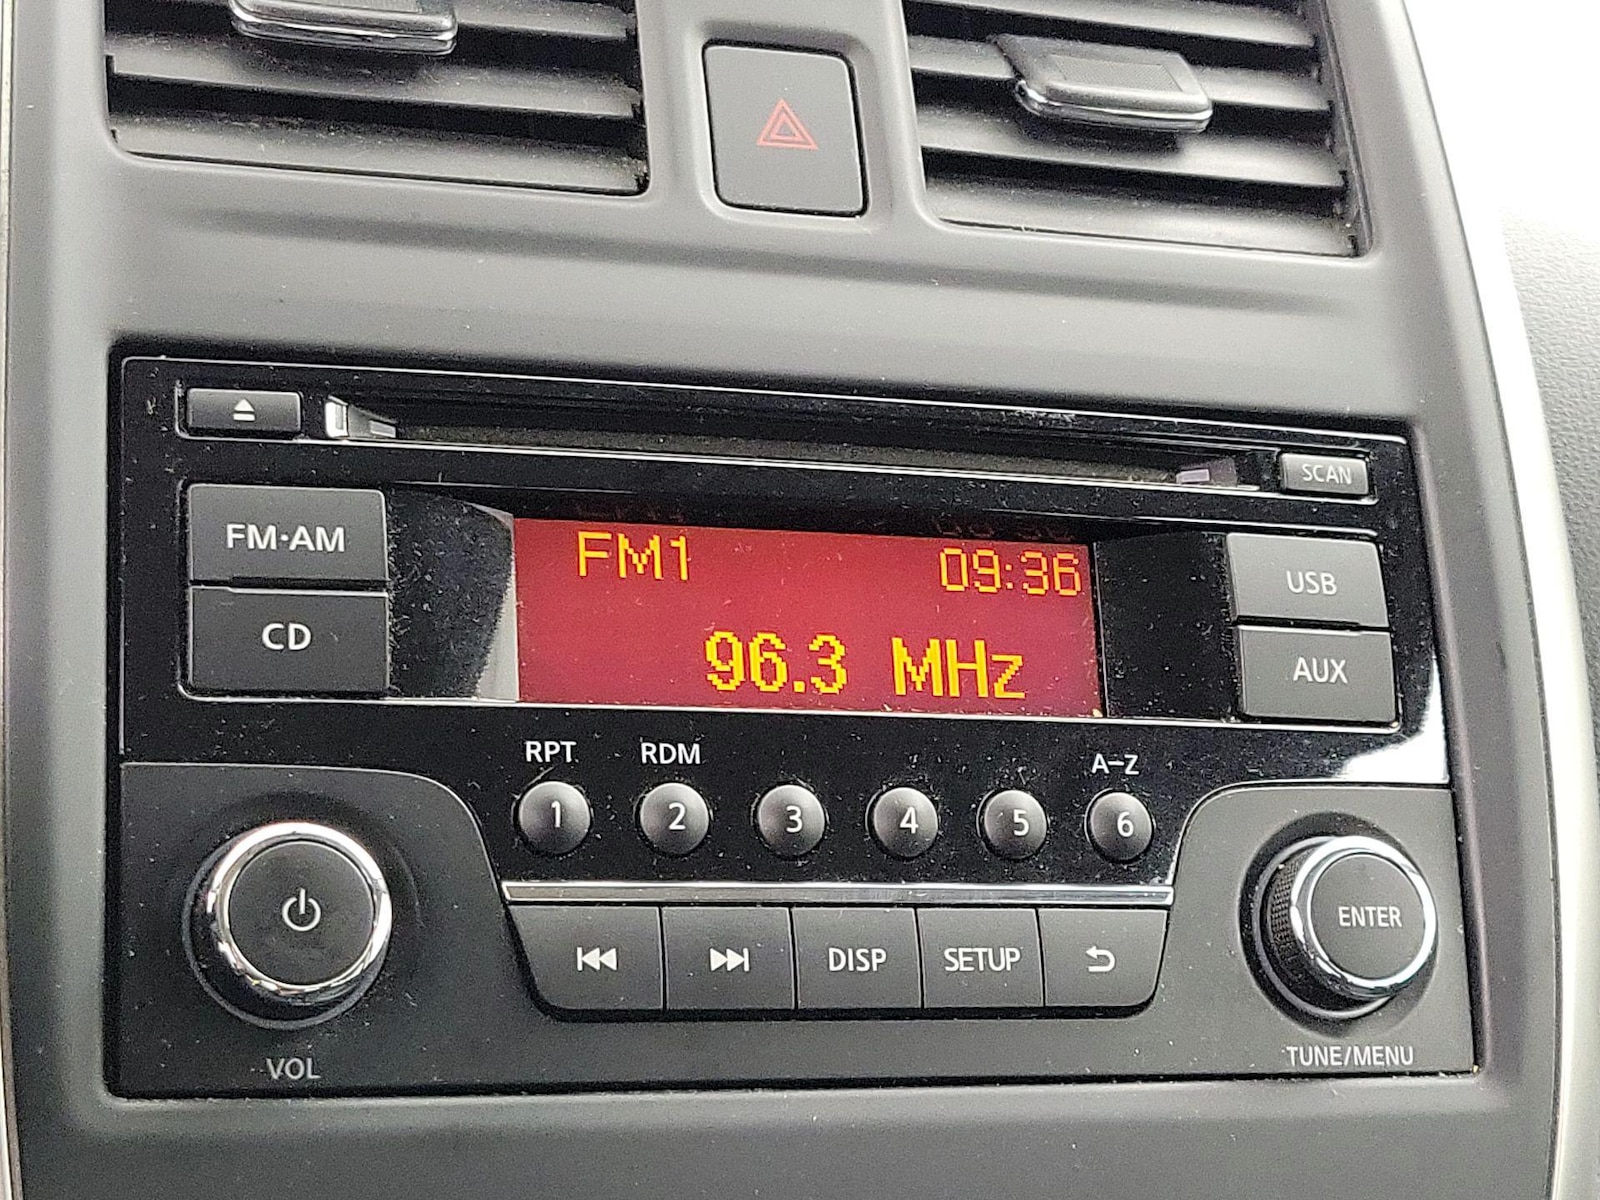 SCAN
FM·AM
FM1 09:36
USB
CD
96.3 MHz
AUX
RPT RDM A–Z
1 2 3 4 5 6
ENTER
DISP SETUP
VOL
TUNE/MENU